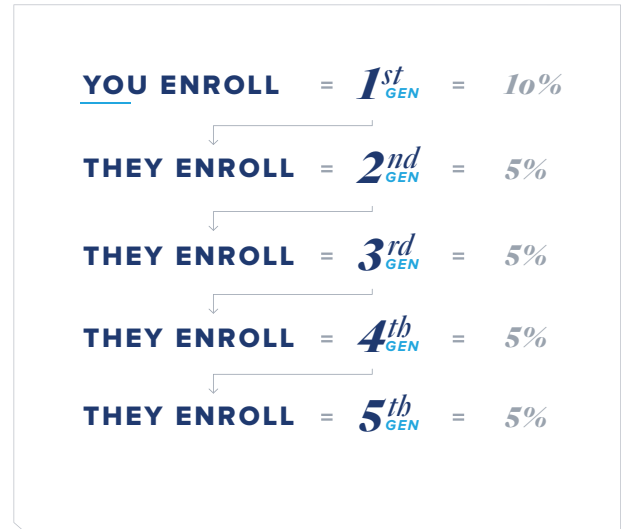 YOU ENROLL = 1st GEN = 10%
THEY ENROLL = 2nd GEN = 5%
THEY ENROLL = 3rd GEN = 5%
THEY ENROLL = 4th GEN = 5%
THEY ENROLL = 5th GEN = 5%